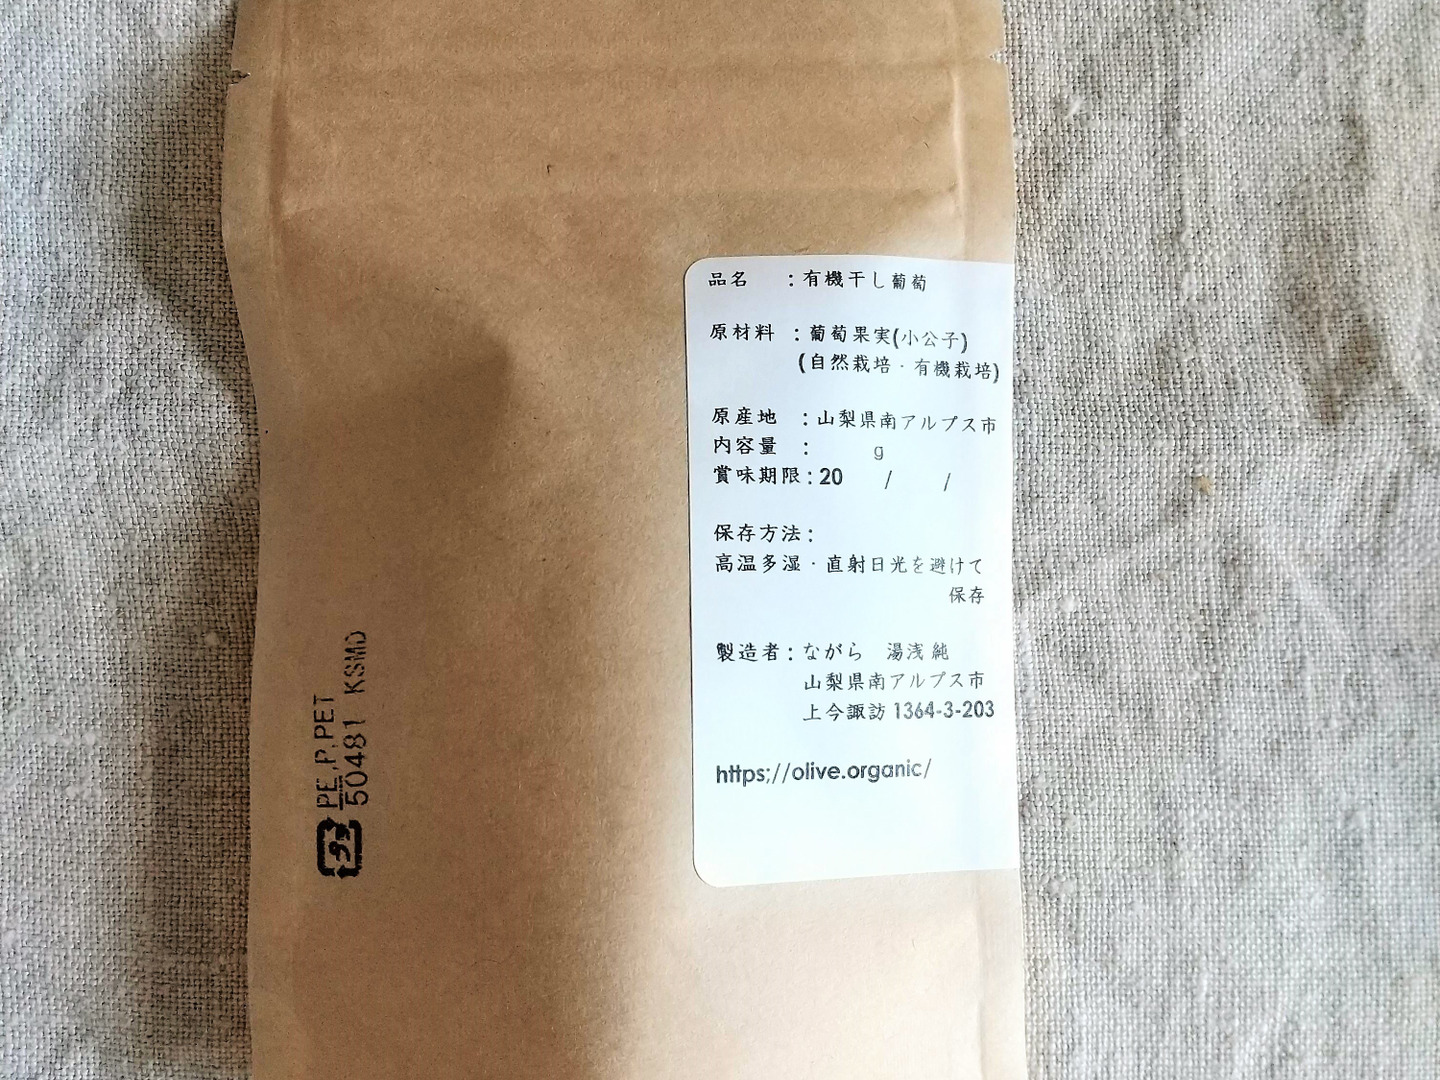 品名　：有機干し葡萄
原材料　：葡萄果実(小公子)
(自然栽培・有機栽培)
原産地　：山梨県南アルプス市
内容量　：　　　g
賞味期限：20　　/　　/
保存方法：
高温多湿・直射日光を避けて
保存
製造者：ながら　湯浅 純
山梨県南アルプス市
上今諏訪 1364-3-203
https;//olive.organic/
プラ PE,P,PET
50481 KSMO